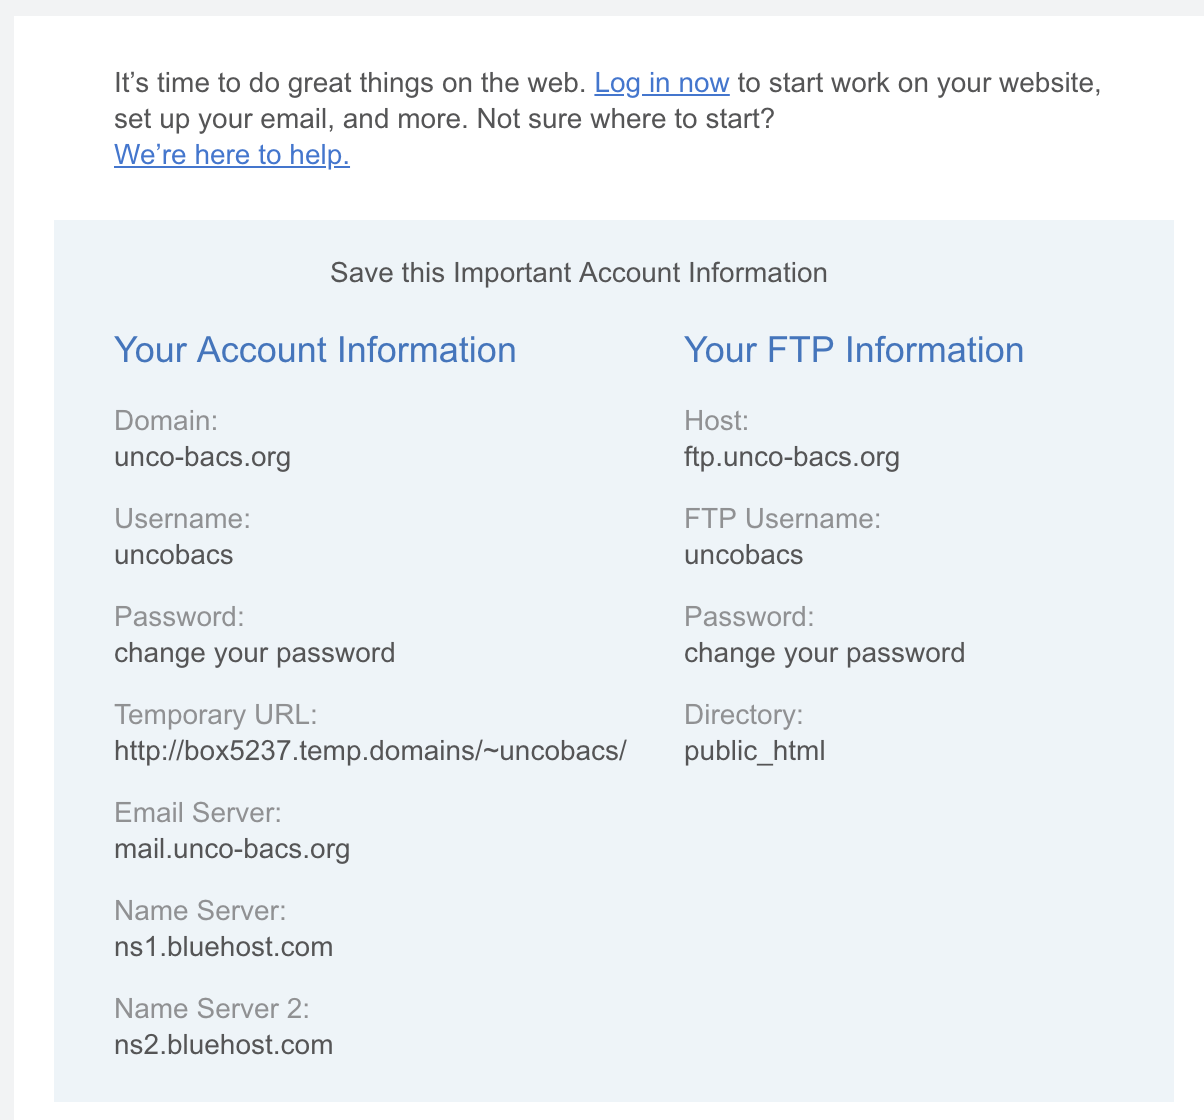 It’s time to do great things on the web. Log in now to start work on your website,
set up your email, and more. Not sure where to start?
We’re here to help.
Save this Important Account Information
Your Account Information
Domain:
unco-bacs.org
Username:
uncobacs
Password:
change your password
Temporary URL:
http://box5237.temp.domains/~uncobacs/
Email Server:
mail.unco-bacs.org
Name Server:
ns1.bluehost.com
Name Server 2:
ns2.bluehost.com
Your FTP Information
Host:
ftp.unco-bacs.org
FTP Username:
uncobacs
Password:
change your password
Directory:
public_html